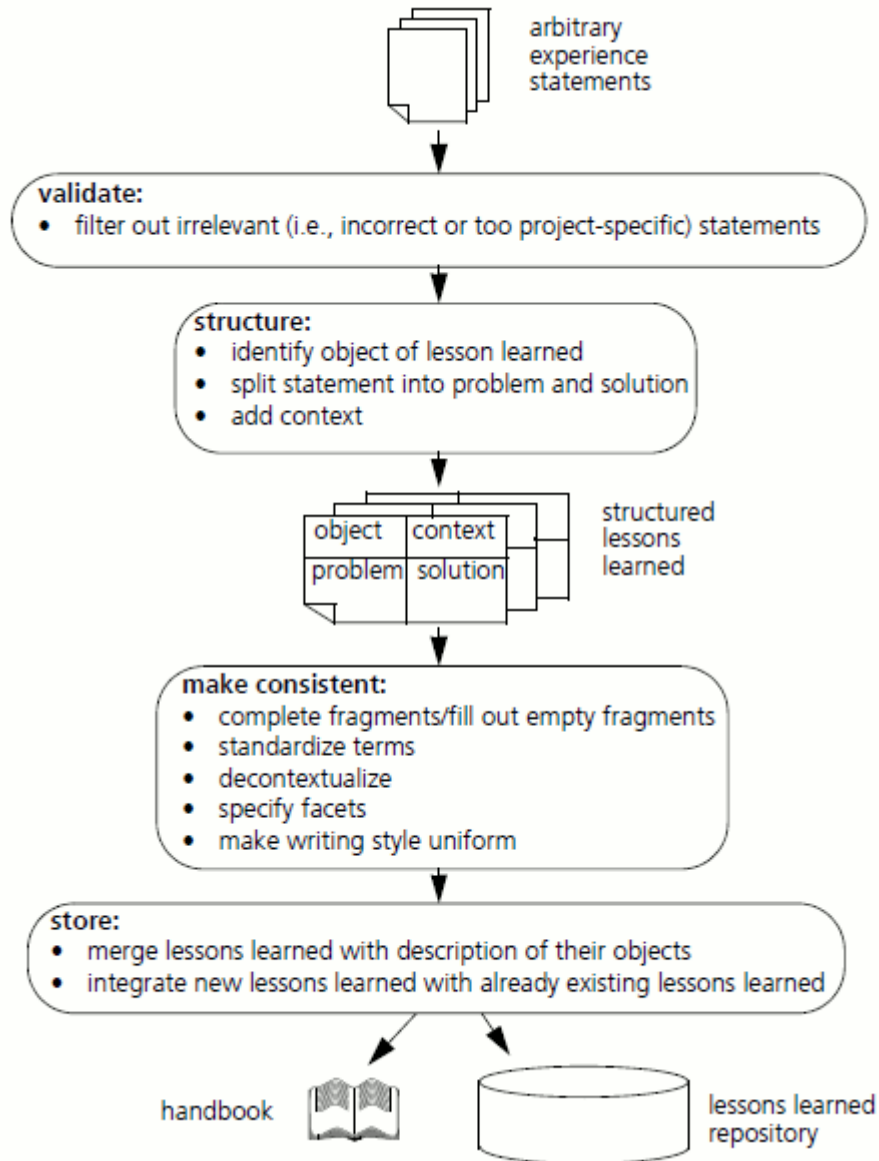 arbitrary
experience
statements
validate:
• filter out irrelevant (i.e., incorrect or too project-specific) statements
structure:
• identify object of lesson learned
• split statement into problem and solution
• add context
object context
problem solution
structured
lessons
learned
make consistent:
• complete fragments/fill out empty fragments
• standardize terms
• decontextualize
• specify facets
• make writing style uniform
store:
• merge lessons learned with description of their objects
• integrate new lessons learned with already existing lessons learned
handbook
lessons learned
repository